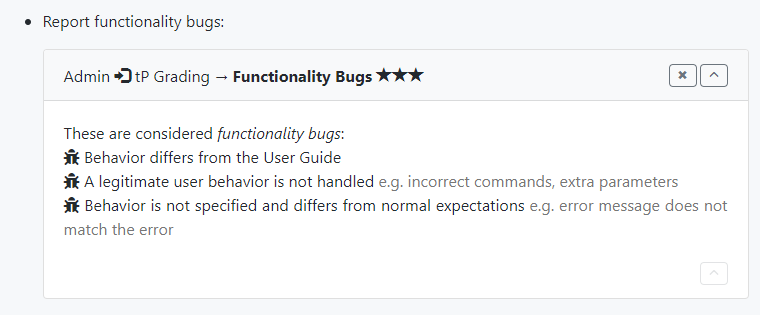 Report functionality bugs:
Admin tP Grading → Functionality Bugs ★★★
These are considered functionality bugs:
Behavior differs from the User Guide
A legitimate user behavior is not handled e.g. incorrect commands, extra parameters
Behavior is not specified and differs from normal expectations e.g. error message does not
match the error